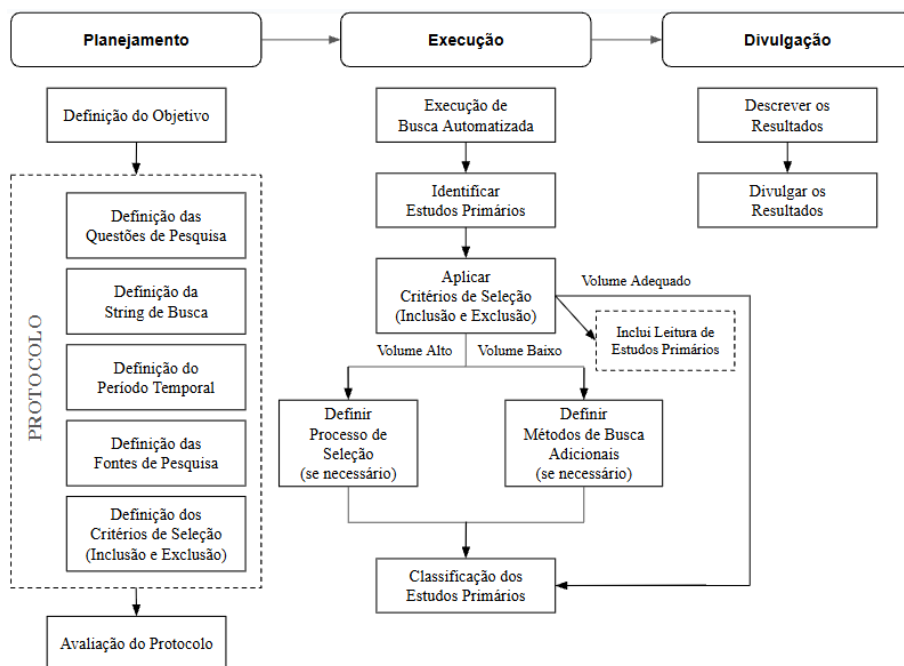 Planejamento
Execução
Divulgação
Definição do Objetivo
PROTOCOLO
Definição das
Questões de Pesquisa
Definição da
String de Busca
Definição do
Período Temporal
Definição das
Fontes de Pesquisa
Definição dos
Critérios de Seleção
(Inclusão e Exclusão)
Avaliação do Protocolo
Execução de
Busca Automatizada
Identificar
Estudos Primários
Aplicar
Critérios de Seleção
(Inclusão e Exclusão)
Volume Adequado
Inclui Leitura de
Estudos Primários
Volume Alto
Volume Baixo
Definir
Processo de
Seleção
(se necessário)
Definir
Métodos de Busca
Adicionais
(se necessário)
Classificação dos
Estudos Primários
Descrever os
Resultados
Divulgar os
Resultados